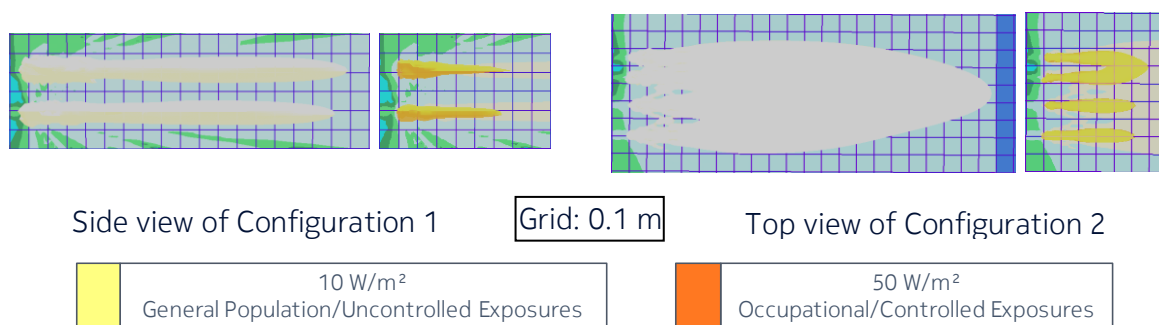 Side view of Configuration 1
Grid: 0.1 m
Top view of Configuration 2
10 W/m²
General Population/Uncontrolled Exposures
50 W/m²
Occupational/Controlled Exposures